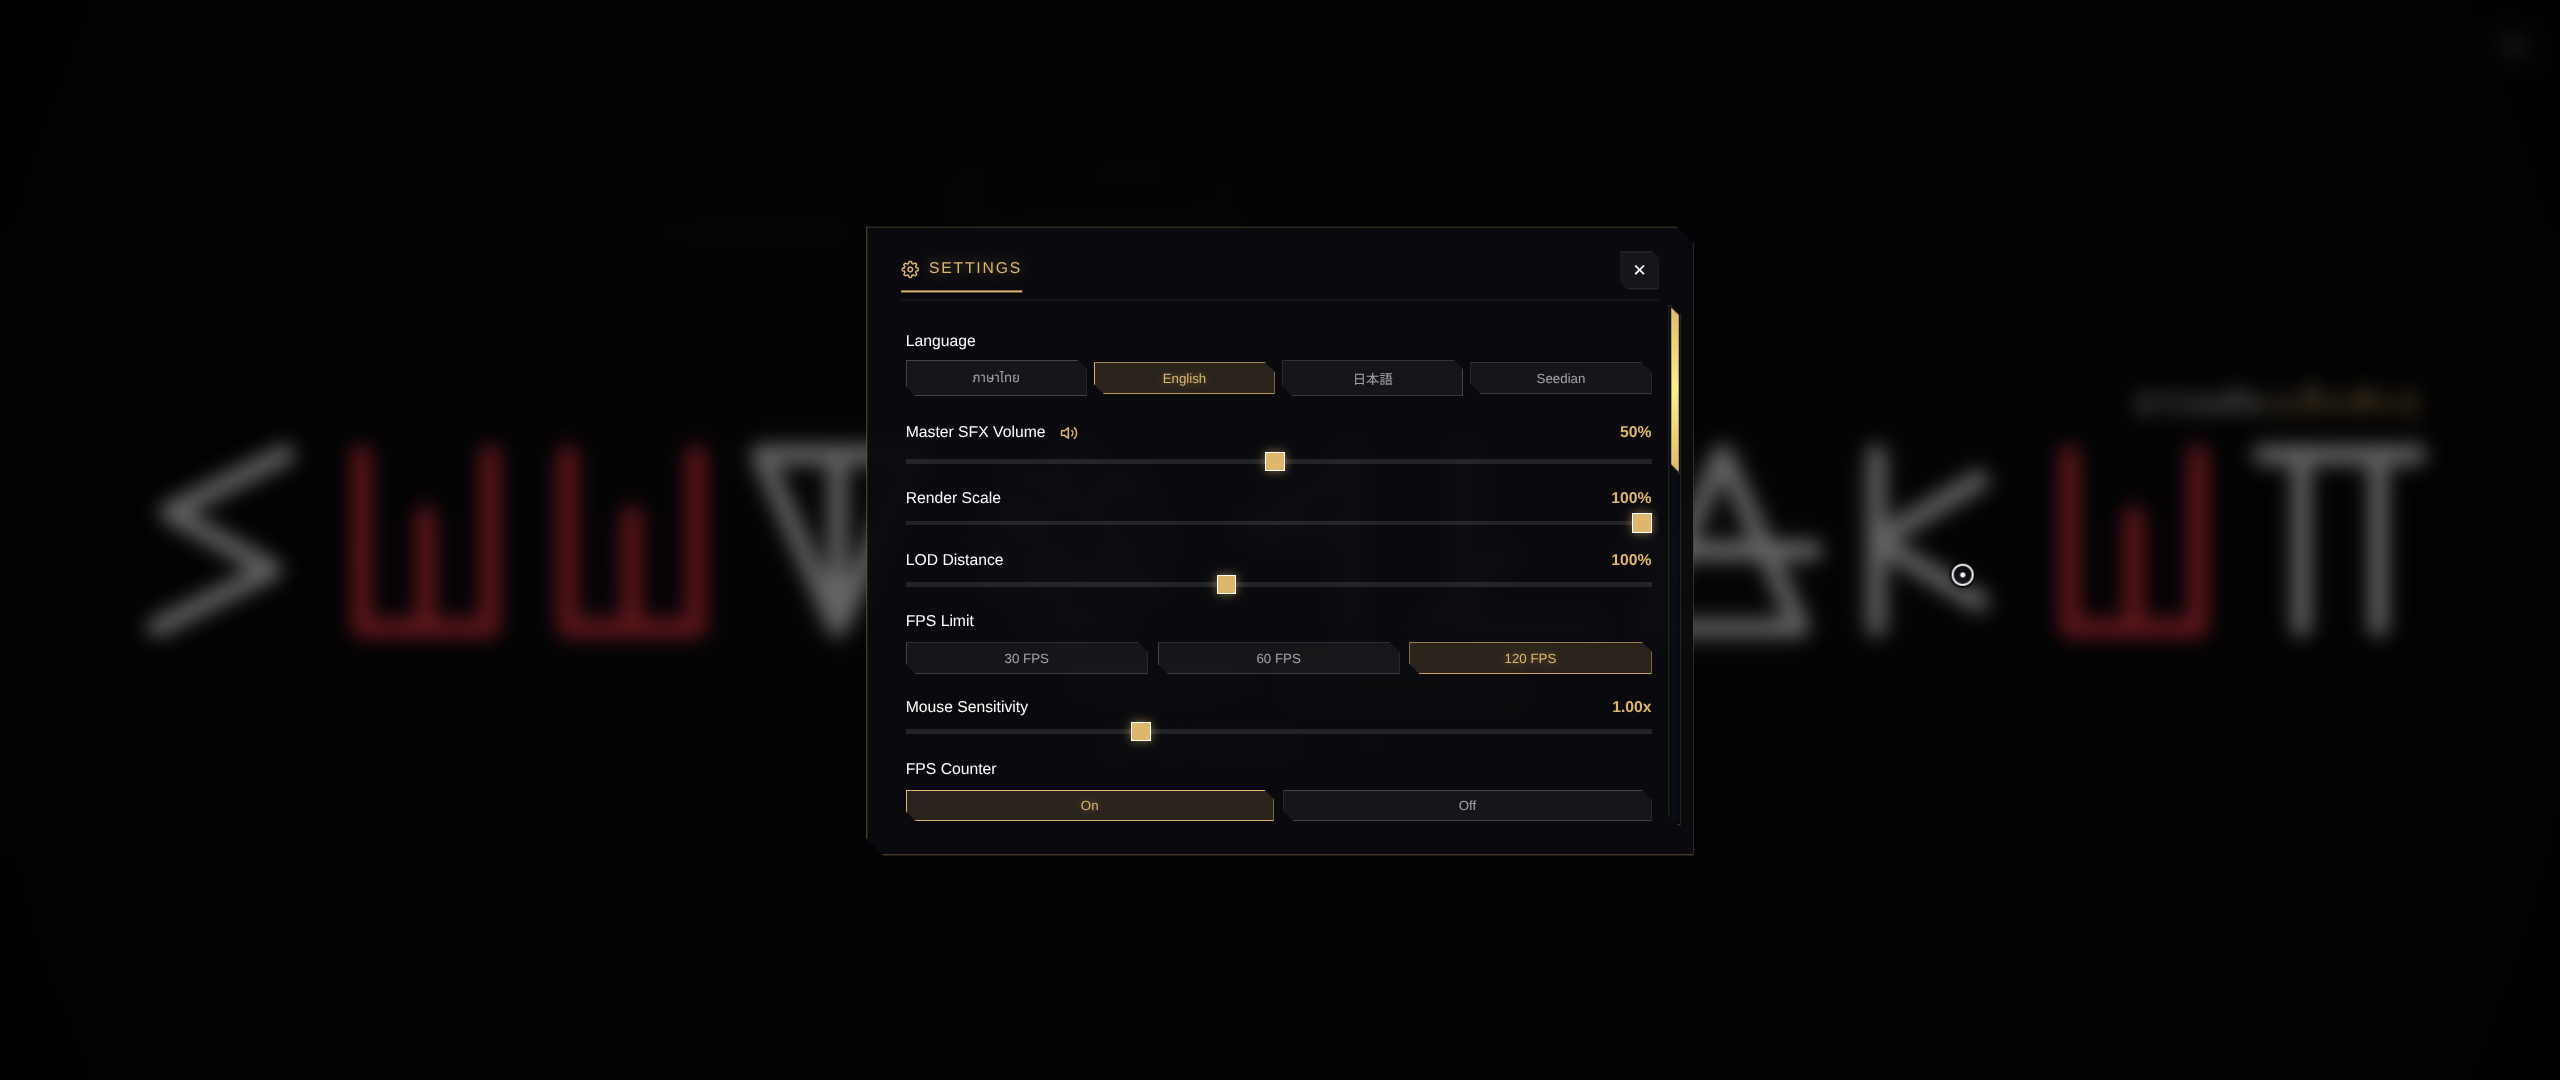 SETTINGS
Language
ภาษาไทย English 日本語 Seedian
Master SFX Volume 50%
Render Scale 100%
LOD Distance 100%
FPS Limit
30 FPS 60 FPS 120 FPS
Mouse Sensitivity 1.00x
FPS Counter
On Off